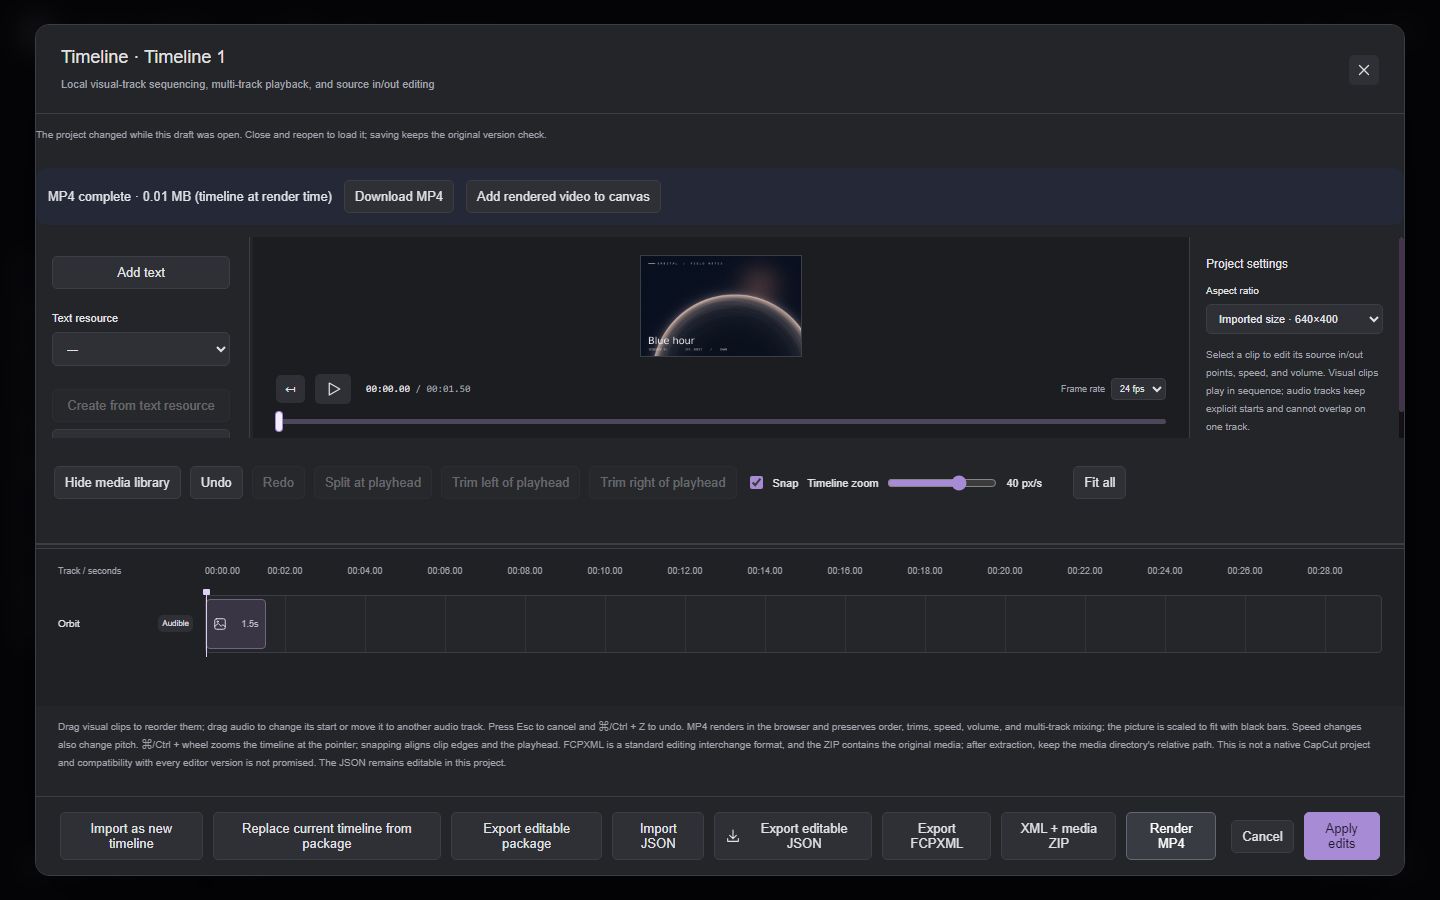 Timeline · Timeline 1
Local visual-track sequencing, multi-track playback, and source in/out editing
The project changed while this draft was open. Close and reopen to load it; saving keeps the original version check.
MP4 complete · 0.01 MB (timeline at render time)
Download MP4
Add rendered video to canvas
Add text
Text resource
—
Create from text resource
Blue hour
00:00.00 / 00:01.50
Frame rate
24 fps
Project settings
Aspect ratio
Imported size · 640×400
Select a clip to edit its source in/out
points, speed, and volume. Visual clips
play in sequence; audio tracks keep
explicit starts and cannot overlap on
one track.
Hide media library
Undo
Redo
Split at playhead
Trim left of playhead
Trim right of playhead
Snap
Timeline zoom
40 px/s
Fit all
Track / seconds
00:00.00
00:02.00
00:04.00
00:06.00
00:08.00
00:10.00
00:12.00
00:14.00
00:16.00
00:18.00
00:20.00
00:22.00
00:24.00
00:26.00
00:28.00
Orbit
Audible
1.5s
Drag visual clips to reorder them; drag audio to change its start or move it to another audio track. Press Esc to cancel and ⌘/Ctrl + Z to undo. MP4 renders in the browser and preserves order, trims, speed, volume, and multi-track mixing; the picture is scaled to fit with black bars. Speed changes
also change pitch. ⌘/Ctrl + wheel zooms the timeline at the pointer; snapping aligns clip edges and the playhead. FCPXML is a standard editing interchange format, and the ZIP contains the original media; after extraction, keep the media directory's relative path. This is not a native CapCut project
and compatibility with every editor version is not promised. The JSON remains editable in this project.
Import as new
timeline
Replace current timeline from
package
Export editable
package
Import
JSON
Export editable
JSON
Export
FCPXML
XML + media
ZIP
Render
MP4
Cancel
Apply
edits